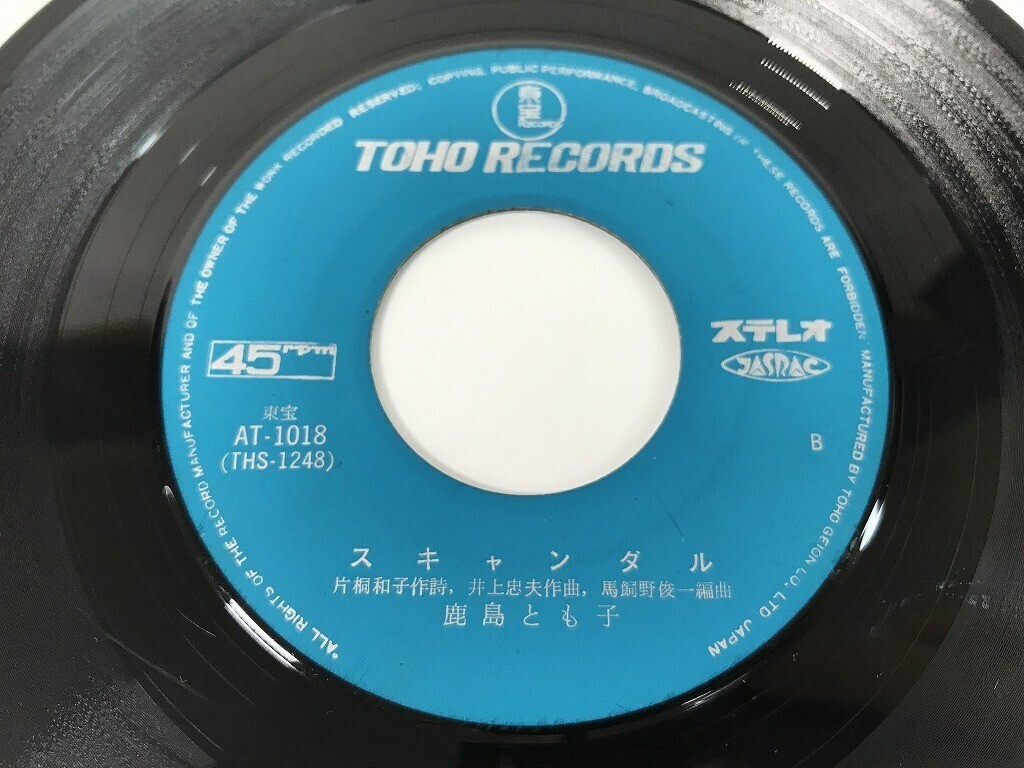 東宝
RECORDS
TOHO RECORDS
*ALL RIGHTS OF THE RECORD MANUFACTURER AND OF THE OWNER OF THE WORK RECORDED RESERVED; COPYING, PUBLIC PERFORMANCE, BROADCASTING OF THESE RECORDS ARE FORBIDDEN · MANUFACTURED BY TOHO GEION CO. LTD JAPAN
45rpm
ステレオ
JASRAC
東宝
AT-1018
(THS-1248)
B
スキャンダル
片桐和子作詩, 井上忠夫作曲, 馬飼野俊一編曲
鹿島とも子